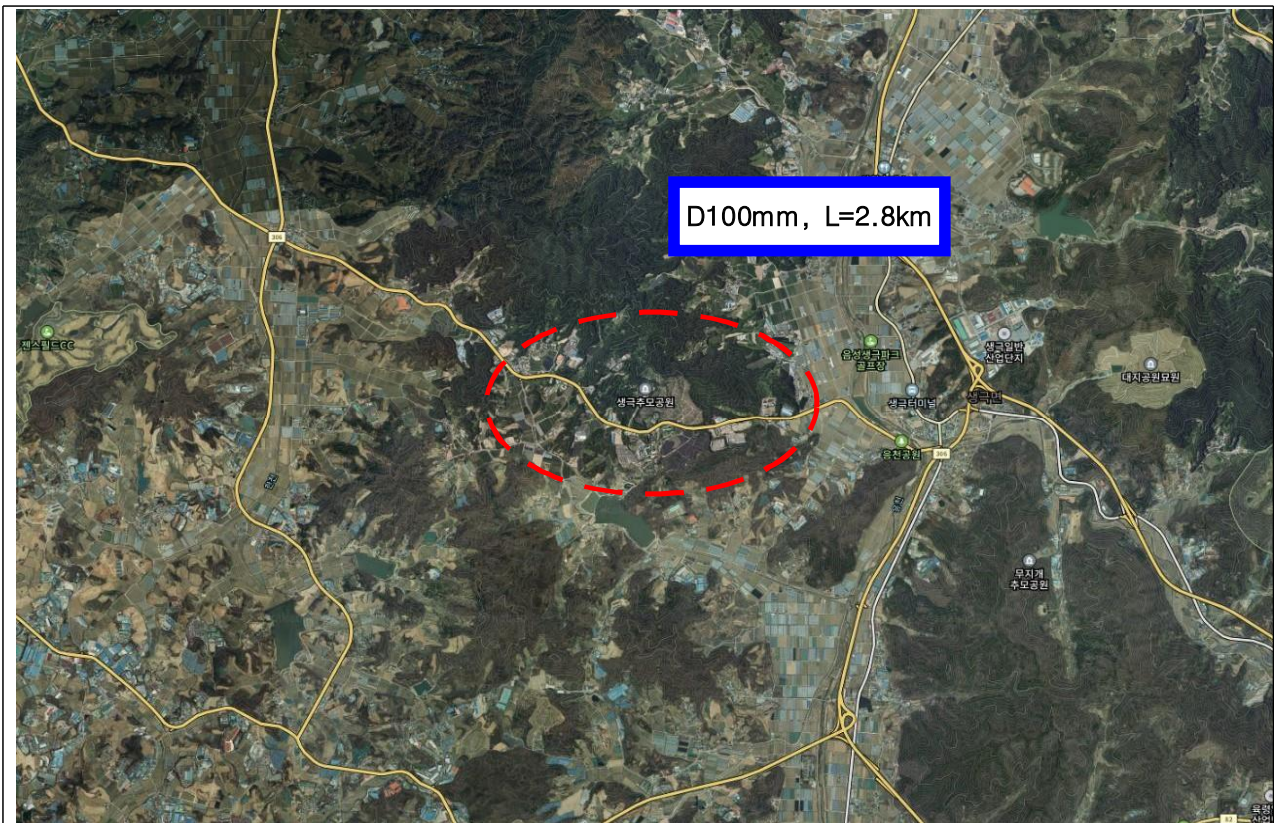 D100mm, L=2.8km
306
젠스필드CC
생극추모공원
음성생극파크
골프장
생극일반
산업단지
대지공원묘원
생극터미널
생극면
응천공원
306
무지개
추모공원
82